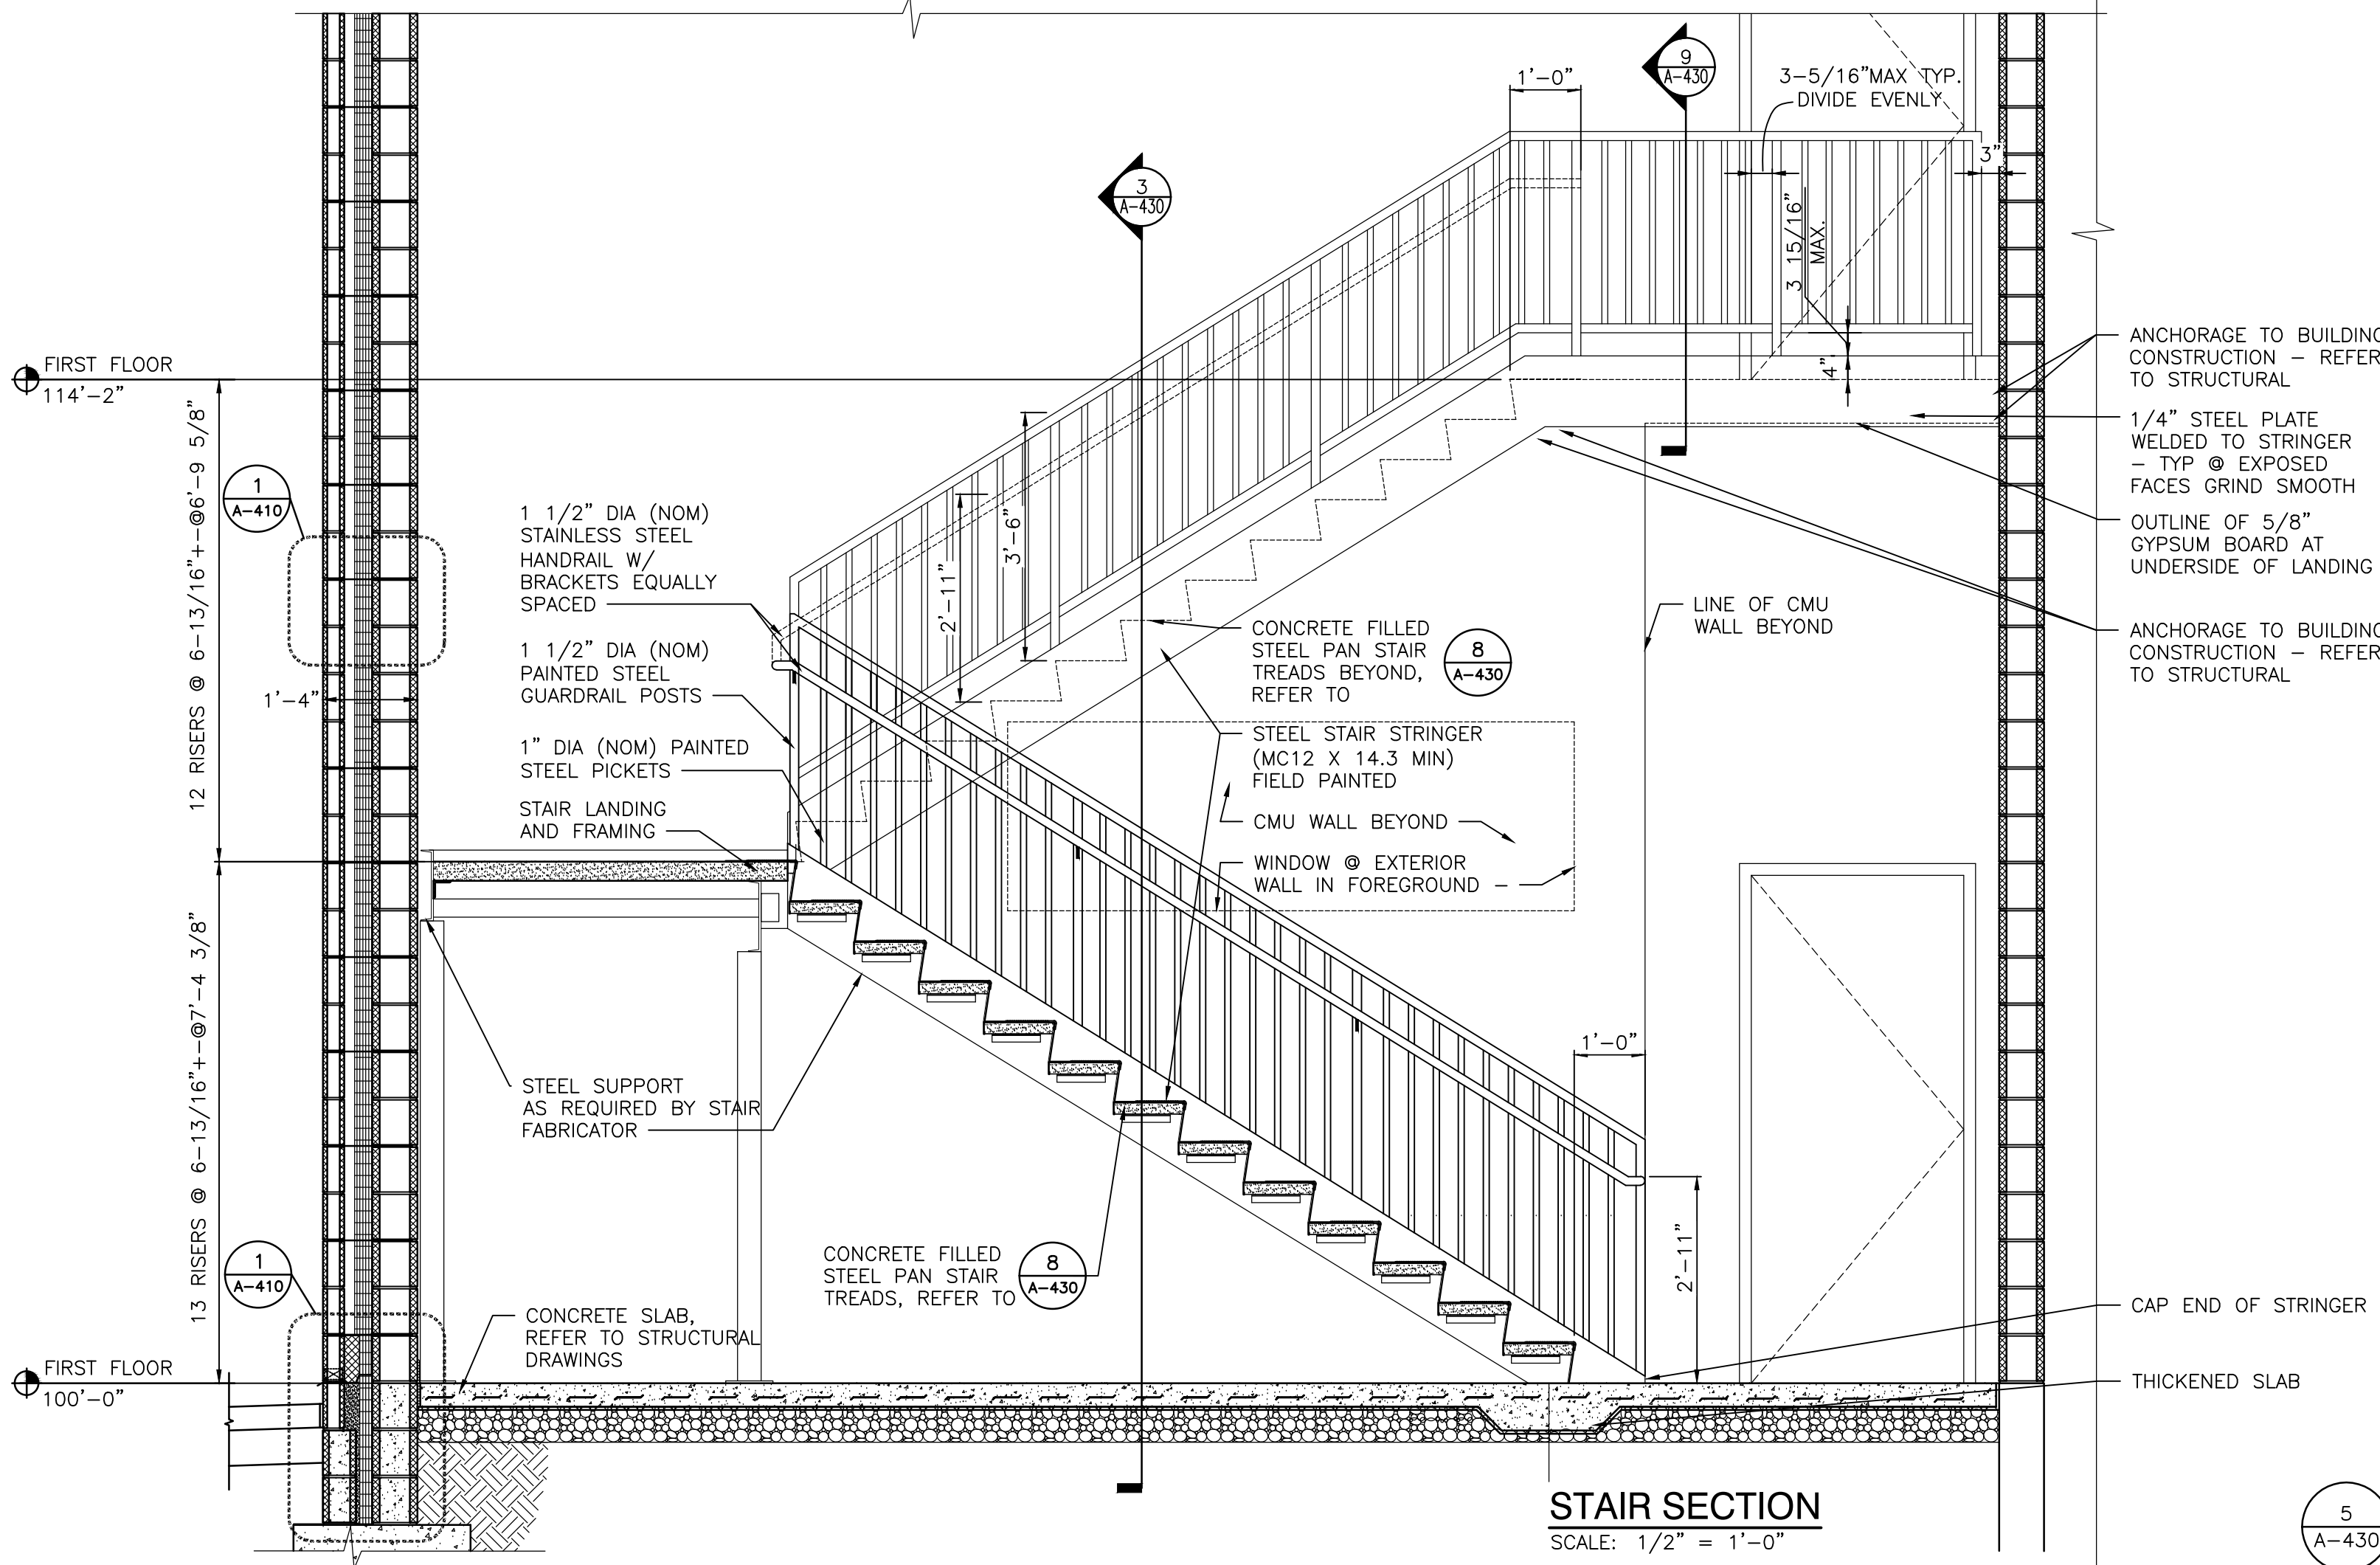 1'-0"
9
A-430
3-5/16"MAX TYP.
DIVIDE EVENLY
3"
3
A-430
3 15/16"
MAX.
4"
FIRST FLOOR
114'-2"
ANCHORAGE TO BUILDING
CONSTRUCTION – REFER
TO STRUCTURAL
1/4" STEEL PLATE
WELDED TO STRINGER
– TYP @ EXPOSED
FACES GRIND SMOOTH
OUTLINE OF 5/8"
GYPSUM BOARD AT
UNDERSIDE OF LANDING
ANCHORAGE TO BUILDING
CONSTRUCTION – REFER
TO STRUCTURAL
12 RISERS @ 6-13/16"+-@6'-9 5/8"
1
A-410
1'-4"
1 1/2" DIA (NOM)
STAINLESS STEEL
HANDRAIL W/
BRACKETS EQUALLY
SPACED
1 1/2" DIA (NOM)
PAINTED STEEL
GUARDRAIL POSTS
1" DIA (NOM) PAINTED
STEEL PICKETS
STAIR LANDING
AND FRAMING
2'-11"
3'-6"
CONCRETE FILLED
STEEL PAN STAIR
TREADS BEYOND,
REFER TO
8
A-430
LINE OF CMU
WALL BEYOND
STEEL STAIR STRINGER
(MC12 X 14.3 MIN)
FIELD PAINTED
CMU WALL BEYOND
WINDOW @ EXTERIOR
WALL IN FOREGROUND –
13 RISERS @ 6-13/16"+-@7'-4 3/8"
STEEL SUPPORT
AS REQUIRED BY STAIR
FABRICATOR
1'-0"
2'-11"
1
A-410
CONCRETE FILLED
STEEL PAN STAIR
TREADS, REFER TO
8
A-430
CONCRETE SLAB,
REFER TO STRUCTURAL
DRAWINGS
CAP END OF STRINGER
THICKENED SLAB
FIRST FLOOR
100'-0"
STAIR SECTION
SCALE: 1/2" = 1'-0"
5
A-430